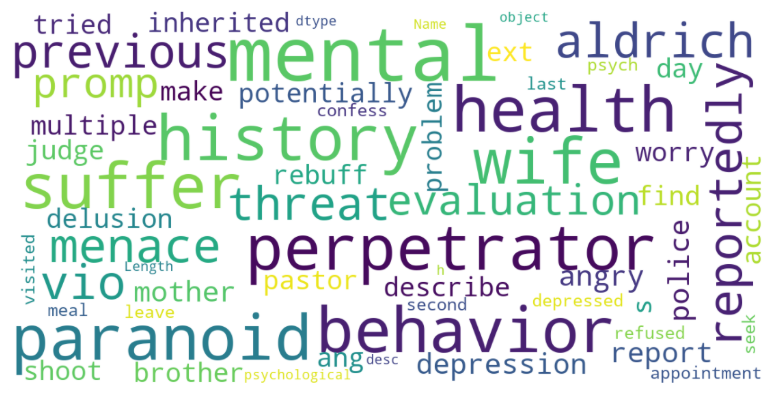 tried inherited dtype Name object
previous mental ext aldrich
promp make potentially psych day
multiple history confess health last
judge rebuff problem wife worry
suffer threat evaluation find reportedly
delusion menace perpetrator account
visited Length vio mother pastor h describe angry s police
meal leave paranoid behavior second depressed refused seek
shoot brother psychological ang desc depression report appointment